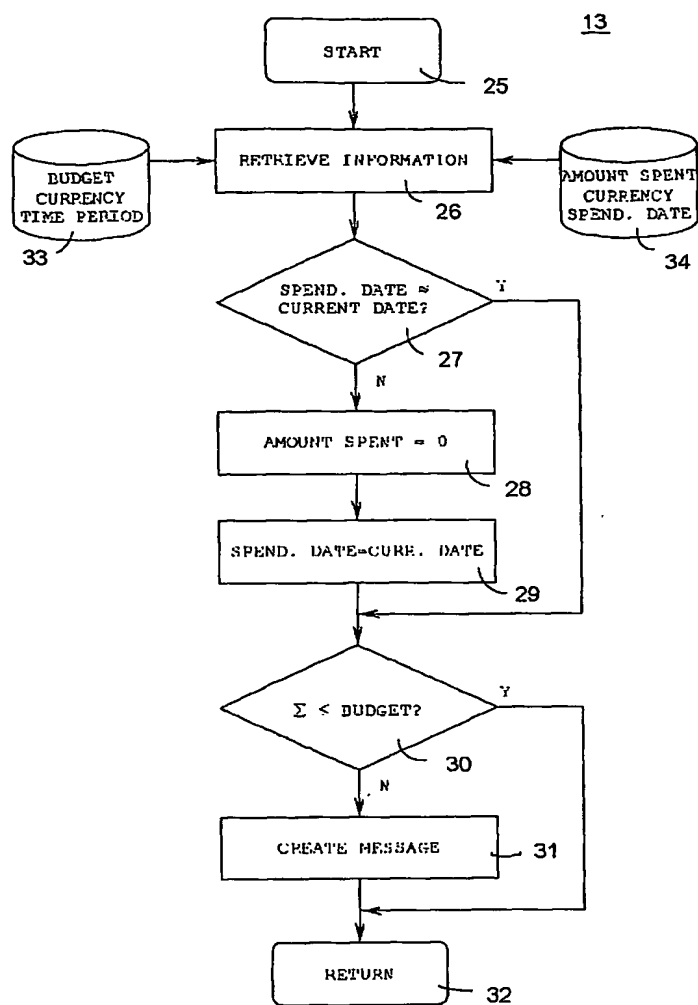 13
START
25
RETRIEVE INFORMATION
26
BUDGET
CURRENCY
TIME PERIOD
33
AMOUNT SPENT
CURRENCY
SPEND. DATE
34
SPEND. DATE ≈
CURRENT DATE?
27
Y
N
AMOUNT SPENT = 0
28
SPEND. DATE=CURR. DATE
29
Σ < BUDGET?
30
Y
N
CREATE MESSAGE
31
RETURN
32